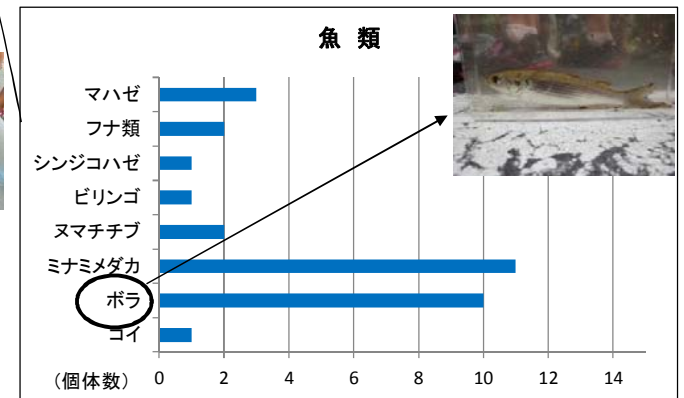 魚 類
マハゼ
フナ類
シンジコハゼ
ビリンゴ
ヌマチチブ
ミナミメダカ
ボラ
コイ
(個体数) 0 2 4 6 8 10 12 14